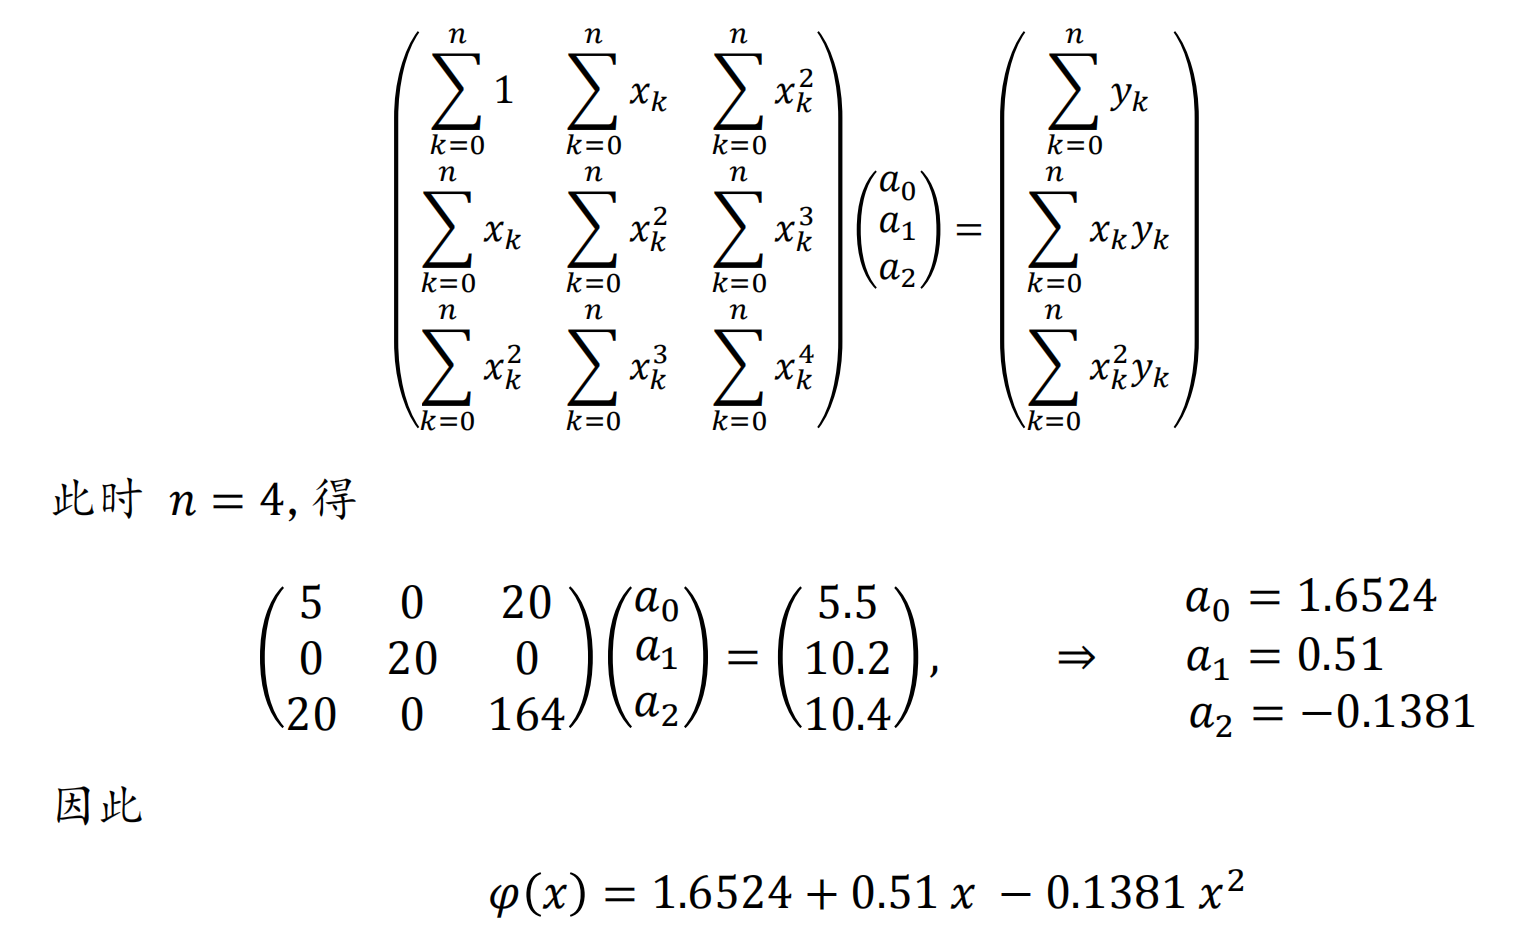 $$\begin{pmatrix} \sum_{k=0}^{n} 1 & \sum_{k=0}^{n} x_k & \sum_{k=0}^{n} x_k^2 \\ \sum_{k=0}^{n} x_k & \sum_{k=0}^{n} x_k^2 & \sum_{k=0}^{n} x_k^3 \\ \sum_{k=0}^{n} x_k^2 & \sum_{k=0}^{n} x_k^3 & \sum_{k=0}^{n} x_k^4 \end{pmatrix} \begin{pmatrix} a_0 \\ a_1 \\ a_2 \end{pmatrix} = \begin{pmatrix} \sum_{k=0}^{n} y_k \\ \sum_{k=0}^{n} x_k y_k \\ \sum_{k=0}^{n} x_k^2 y_k \end{pmatrix}$$
此时 $n = 4$, 得
$$\begin{pmatrix} 5 & 0 & 20 \\ 0 & 20 & 0 \\ 20 & 0 & 164 \end{pmatrix} \begin{pmatrix} a_0 \\ a_1 \\ a_2 \end{pmatrix} = \begin{pmatrix} 5.5 \\ 10.2 \\ 10.4 \end{pmatrix}, \quad \Rightarrow \quad \begin{matrix} a_0 = 1.6524 \\ a_1 = 0.51 \\ a_2 = -0.1381 \end{matrix}$$
因此
$$\varphi(x) = 1.6524 + 0.51\, x - 0.1381\, x^2$$